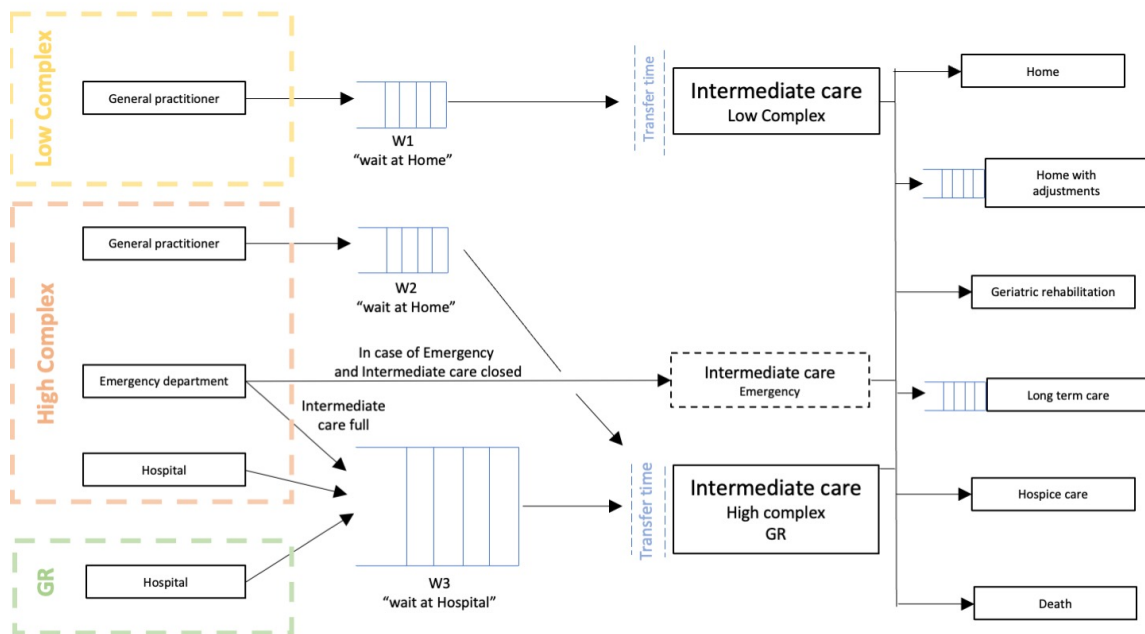 Low Complex
General practitioner
W1
“wait at Home”
Transfer time
Intermediate care
Low Complex
Home
Home with
adjustments
High Complex
General practitioner
W2
“wait at Home”
Geriatric rehabilitation
Emergency department
In case of Emergency
and Intermediate care closed
Intermediate care
Emergency
Long term care
Intermediate
care full
Hospital
W3
“wait at Hospital”
Transfer time
Intermediate care
High complex
GR
Hospice care
GR
Hospital
Death